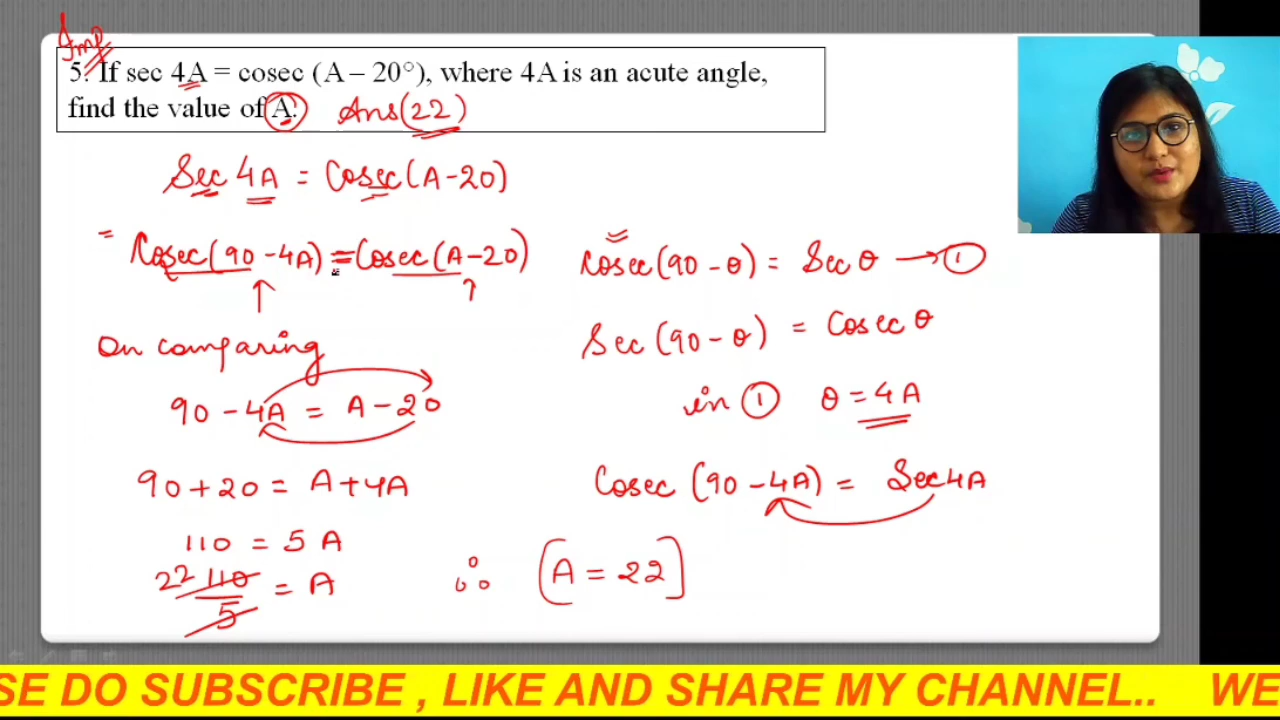 Imp
5. If sec 4A = cosec (A – 20°), where 4A is an acute angle,
find the value of A. Ans(22)
Sec 4A = Cosec(A-20)
= Cosec(90-4A) = Cosec(A-20)
On comparing
90 - 4A = A - 20
90 + 20 = A + 4A
110 = 5 A
22 110/5 = A
∴ [A = 22]
Cosec(90 - θ) = Sec θ → ①
Sec(90 - θ) = Cosec θ
in ① θ = 4A
Cosec (90 - 4A) = Sec 4A
SE DO SUBSCRIBE , LIKE AND SHARE MY CHANNEL.. WE